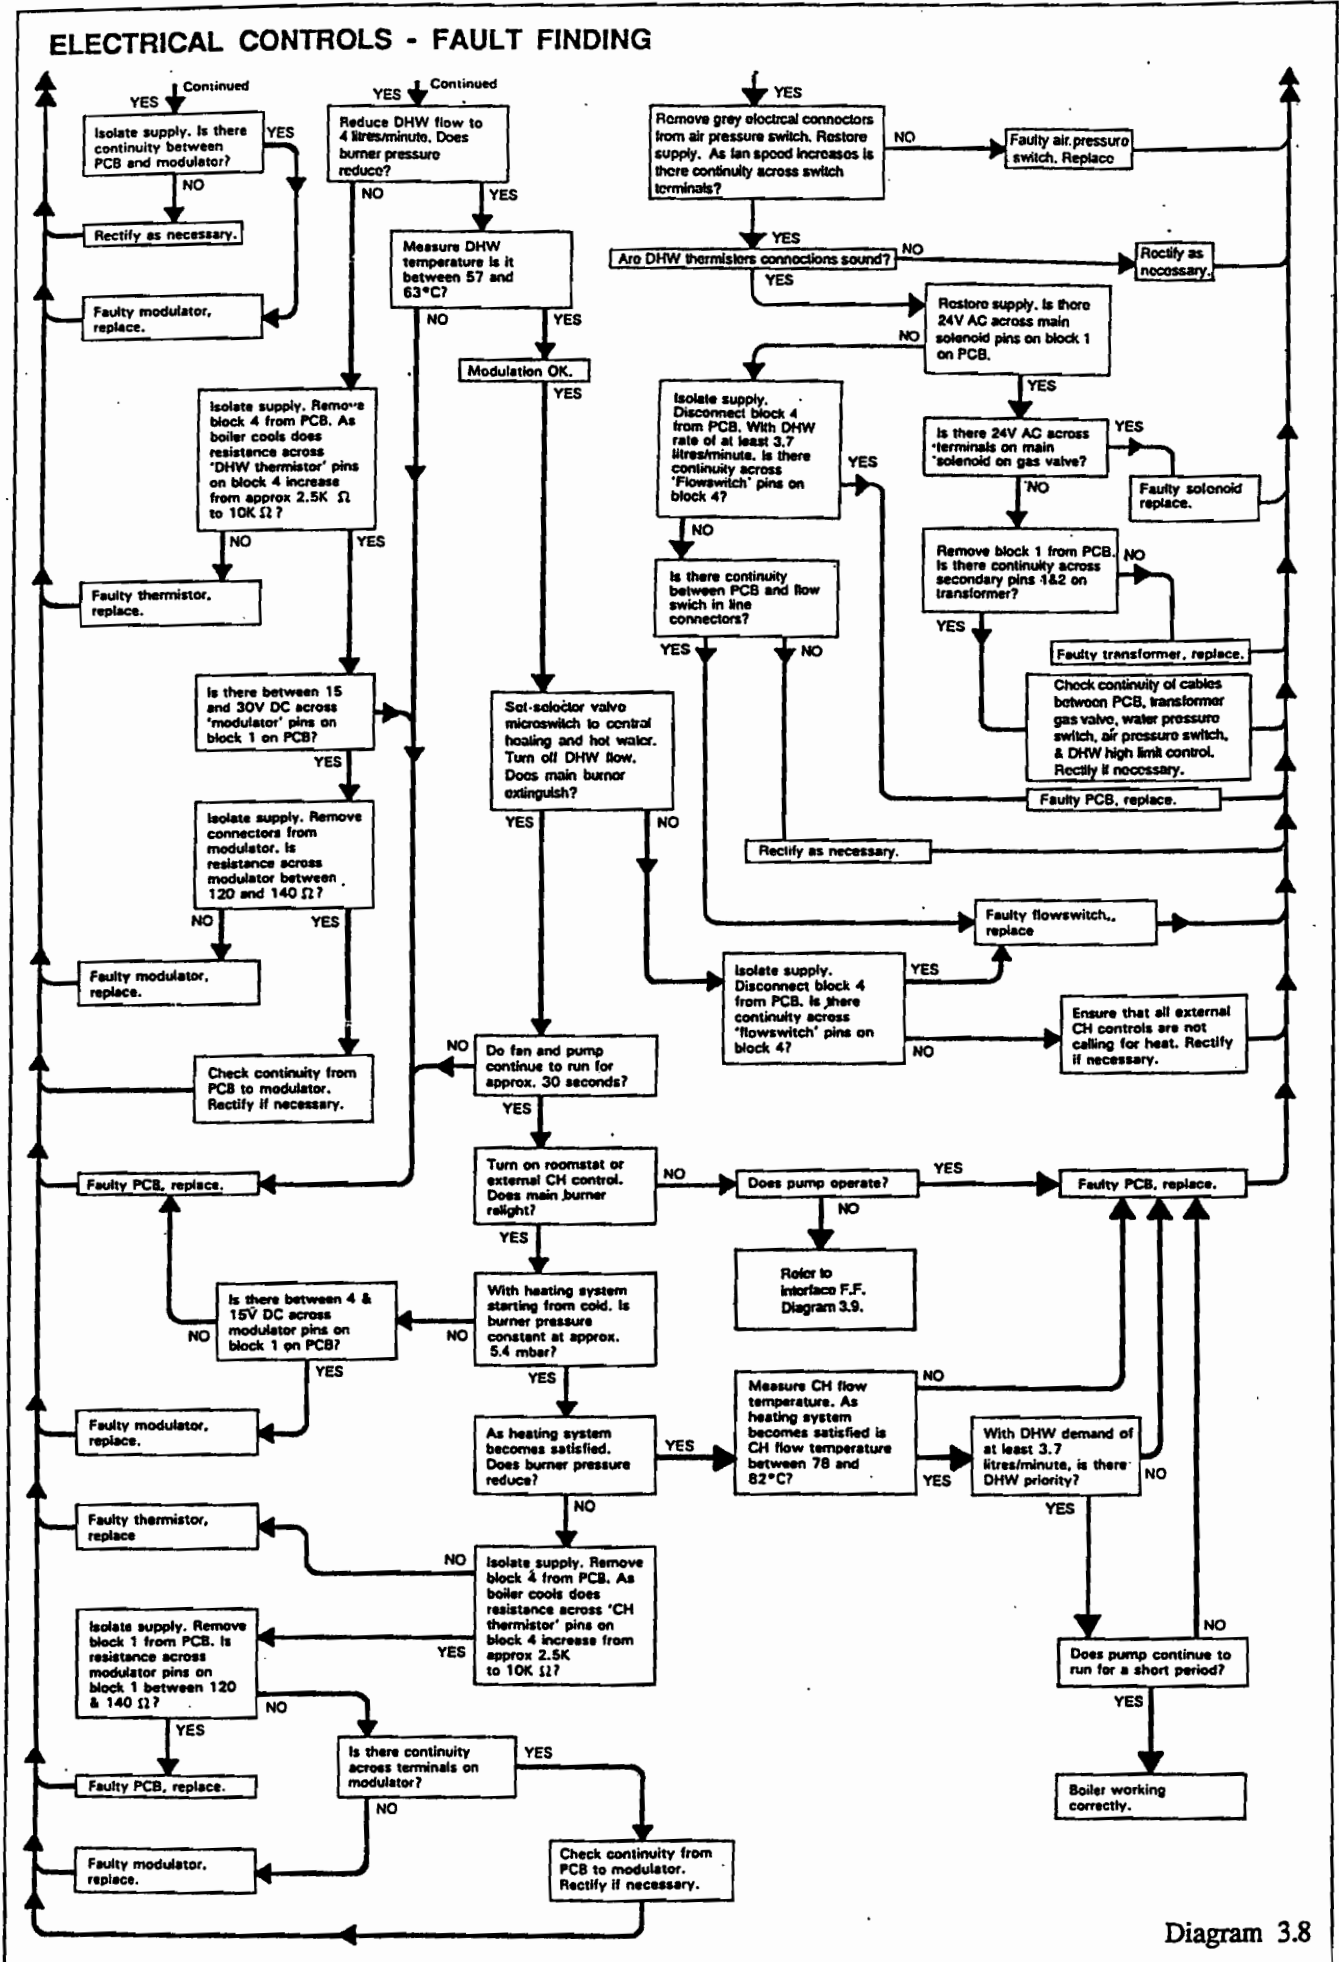 ELECTRICAL CONTROLS - FAULT FINDING
Continued
YES
Isolate supply. Is there
continuity between
PCB and modulator?
YES
NO
Rectify as necessary.
Faulty modulator,
replace.
Continued
YES
Reduce DHW flow to
4 litres/minute. Does
burner pressure
reduce?
NO
YES
Measure DHW
temperature is it
between 57 and
63°C?
NO
YES
Modulation OK.
YES
Isolate supply. Remove
block 4 from PCB. As
boiler cools does
resistance across
'DHW thermistor' pins
on block 4 increase
from approx 2.5K Ω
to 10K Ω ?
NO
YES
Faulty thermistor,
replace.
Is there between 15
and 30V DC across
'modulator' pins on
block 1 on PCB?
YES
Isolate supply. Remove
connectors from
modulator. Is
resistance across
modulator between
120 and 140 Ω ?
NO
YES
Faulty modulator,
replace.
Check continuity from
PCB to modulator.
Rectify if necessary.
Faulty PCB, replace.
YES
Remove grey electrcal connectors
from air pressure switch. Restore
supply. As fan speed increases is
there continuity across switch
terminals?
NO
Faulty air pressure
switch. Replace
YES
Are DHW thermisters connections sound?
NO
Rectify as
necessary.
YES
Restore supply. Is there
24V AC across main
solenoid pins on block 1
on PCB.
NO
YES
Isolate supply.
Disconnect block 4
from PCB. With DHW
rate of at least 3.7
litres/minute. Is there
continuity across
'Flowswitch' pins on
block 4?
YES
NO
Is there 24V AC across
terminals on main
solenoid on gas valve?
YES
NO
Faulty solenoid
replace.
Is there continuity
between PCB and flow
swich in line
connectors?
YES
NO
Remove block 1 from PCB.
Is there continuity across
secondary pins 1&2 on
transformer?
NO
YES
Faulty transformer, replace.
Check continuity of cables
between PCB, transformer
gas valve, water pressure
switch, air pressure switch,
& DHW high limit control.
Rectify if necessary.
Faulty PCB, replace.
Rectify as necessary.
Set-selector valve
microswitch to central
heating and hot water.
Turn off DHW flow.
Does main burner
extinguish?
YES
NO
Faulty flowswitch,,
replace
Isolate supply.
Disconnect block 4
from PCB. Is there
continuity across
'flowswitch' pins on
block 4?
YES
NO
Ensure that all external
CH controls are not
calling for heat. Rectify
if necessary.
Do fan and pump
continue to run for
approx. 30 seconds?
NO
YES
Turn on roomstat or
external CH control.
Does main burner
relight?
NO
YES
Does pump operate?
YES
NO
Faulty PCB, replace.
Refer to
interface F.F.
Diagram 3.9.
With heating system
starting from cold. Is
burner pressure
constant at approx.
5.4 mbar?
NO
YES
Is there between 4 &
15V DC across
modulator pins on
block 1 on PCB?
NO
YES
Faulty modulator,
replace.
As heating system
becomes satisfied.
Does burner pressure
reduce?
YES
NO
Measure CH flow
temperature. As
heating system
becomes satisfied is
CH flow temperature
between 78 and
82°C?
NO
YES
With DHW demand of
at least 3.7
litres/minute, is there
DHW priority?
NO
YES
Faulty thermistor,
replace
Isolate supply. Remove
block 4 from PCB. As
boiler cools does
resistance across 'CH
thermistor' pins on
block 4 increase from
approx 2.5K
to 10K Ω?
NO
YES
Isolate supply. Remove
block 1 from PCB. Is
resistance across
modulator pins on
block 1 between 120
& 140 Ω ?
NO
YES
Does pump continue to
run for a short period?
NO
YES
Is there continuity
across terminals on
modulator?
YES
NO
Faulty PCB, replace.
Boiler working
correctly.
Faulty modulator.
replace.
Check continuity from
PCB to modulator.
Rectify if necessary.
Diagram 3.8